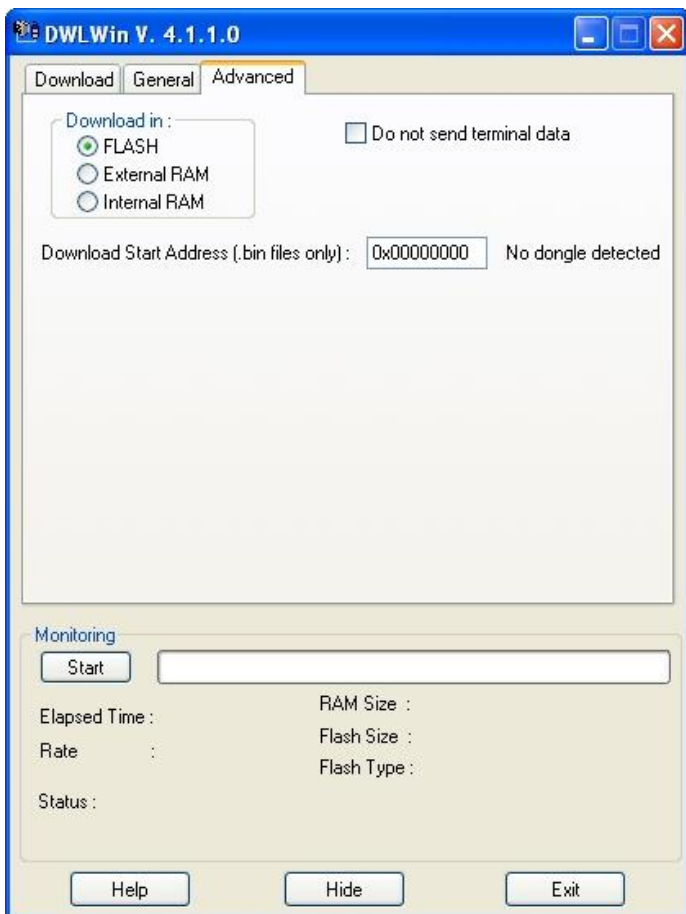 DWLWin V. 4.1.1.0
Download General Advanced
Download in :
FLASH
External RAM
Internal RAM
Do not send terminal data
Download Start Address (.bin files only) : 0x00000000 No dongle detected
Monitoring
Start
Elapsed Time :
Rate :
Status :
RAM Size :
Flash Size :
Flash Type :
Help Hide Exit